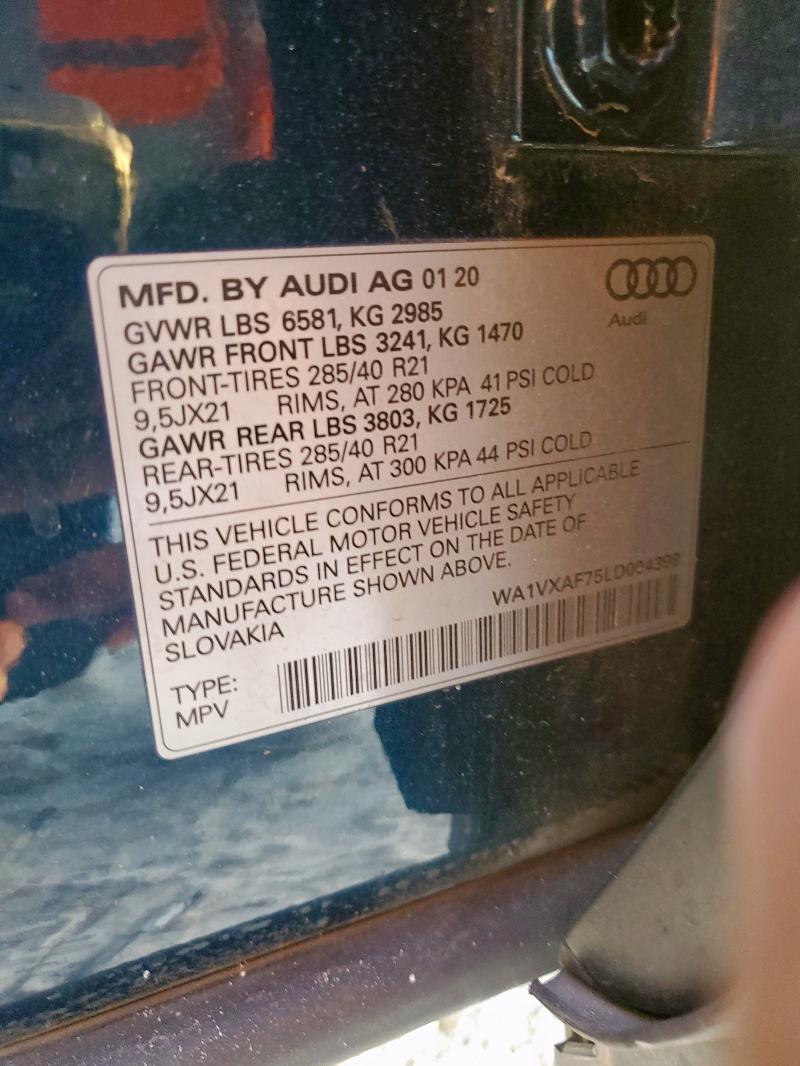 MFD. BY AUDI AG 01 20
Audi
GVWR LBS 6581, KG 2985
GAWR FRONT LBS 3241, KG 1470
FRONT-TIRES 285/40 R21
9,5JX21 RIMS, AT 280 KPA 41 PSI COLD
GAWR REAR LBS 3803, KG 1725
REAR-TIRES 285/40 R21
9,5JX21 RIMS, AT 300 KPA 44 PSI COLD
THIS VEHICLE CONFORMS TO ALL APPLICABLE
U.S. FEDERAL MOTOR VEHICLE SAFETY
STANDARDS IN EFFECT ON THE DATE OF
MANUFACTURE SHOWN ABOVE.
SLOVAKIA
WA1VXAF75LD004399
TYPE:
MPV